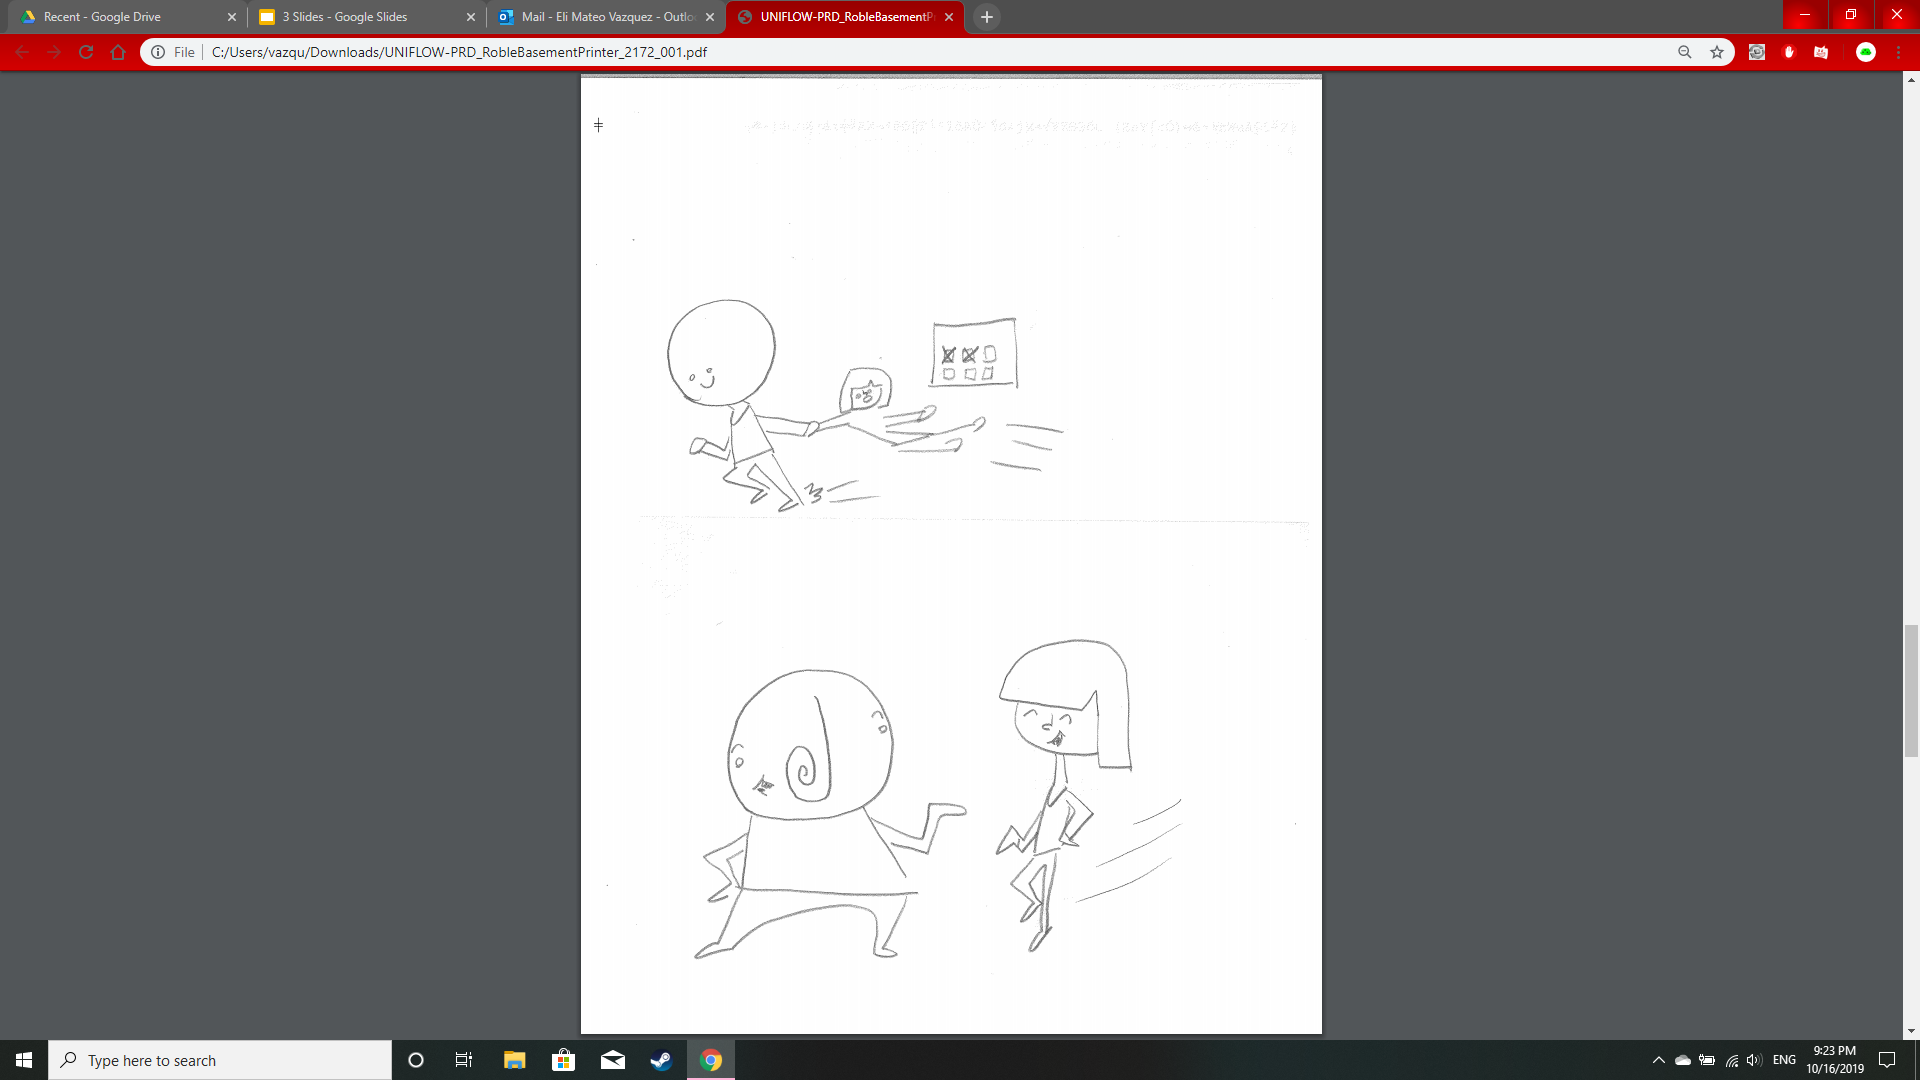 Recent - Google Drive
3 Slides - Google Slides
Mail - Eli Mateo Vazquez - Outlo
UNIFLOW-PRD_RobleBasementP
File
C:/Users/vazqu/Downloads/UNIFLOW-PRD_RobleBasementPrinter_2172_001.pdf
Type here to search
ENG
9:23 PM
10/16/2019